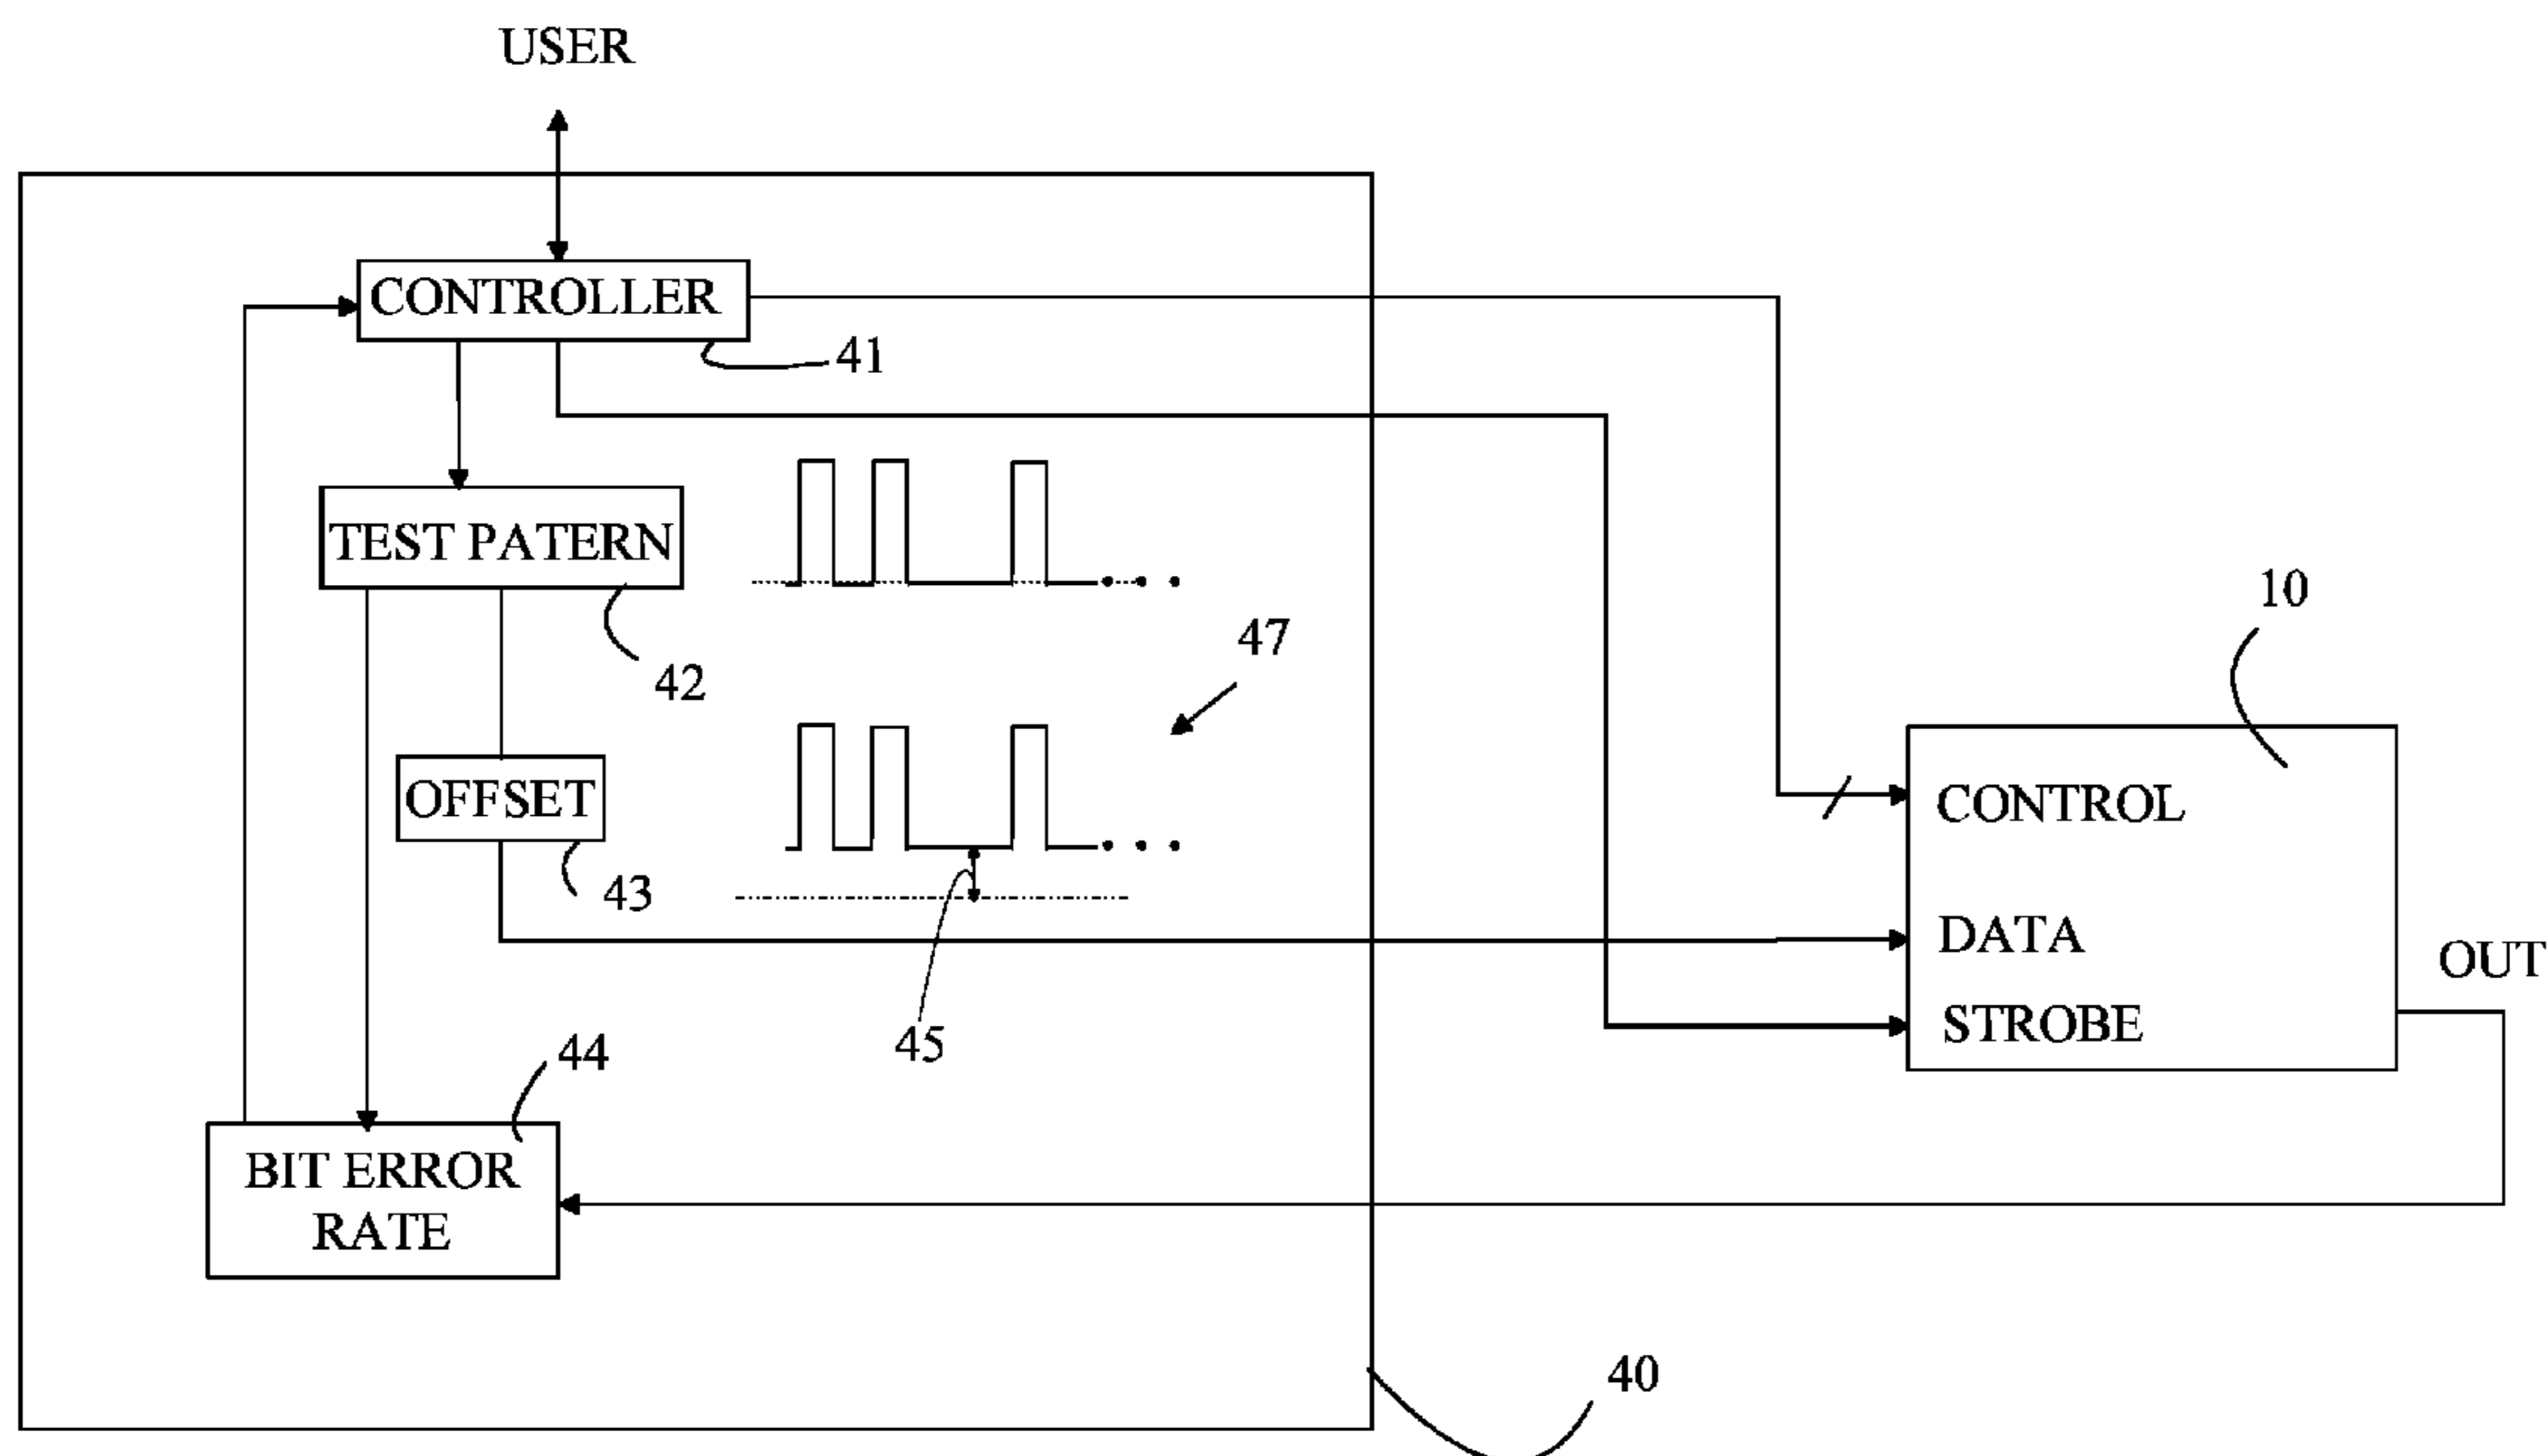 USER
CONTROLLER
41
TEST PATERN
42
47
10
OFFSET
43
CONTROL
DATA
STROBE
OUT
45
44
BIT ERROR
RATE
40